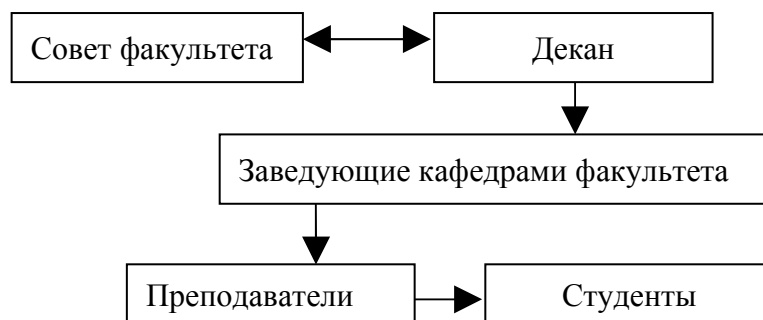 Совет факультета
Декан
Заведующие кафедрами факультета
Преподаватели
Студенты